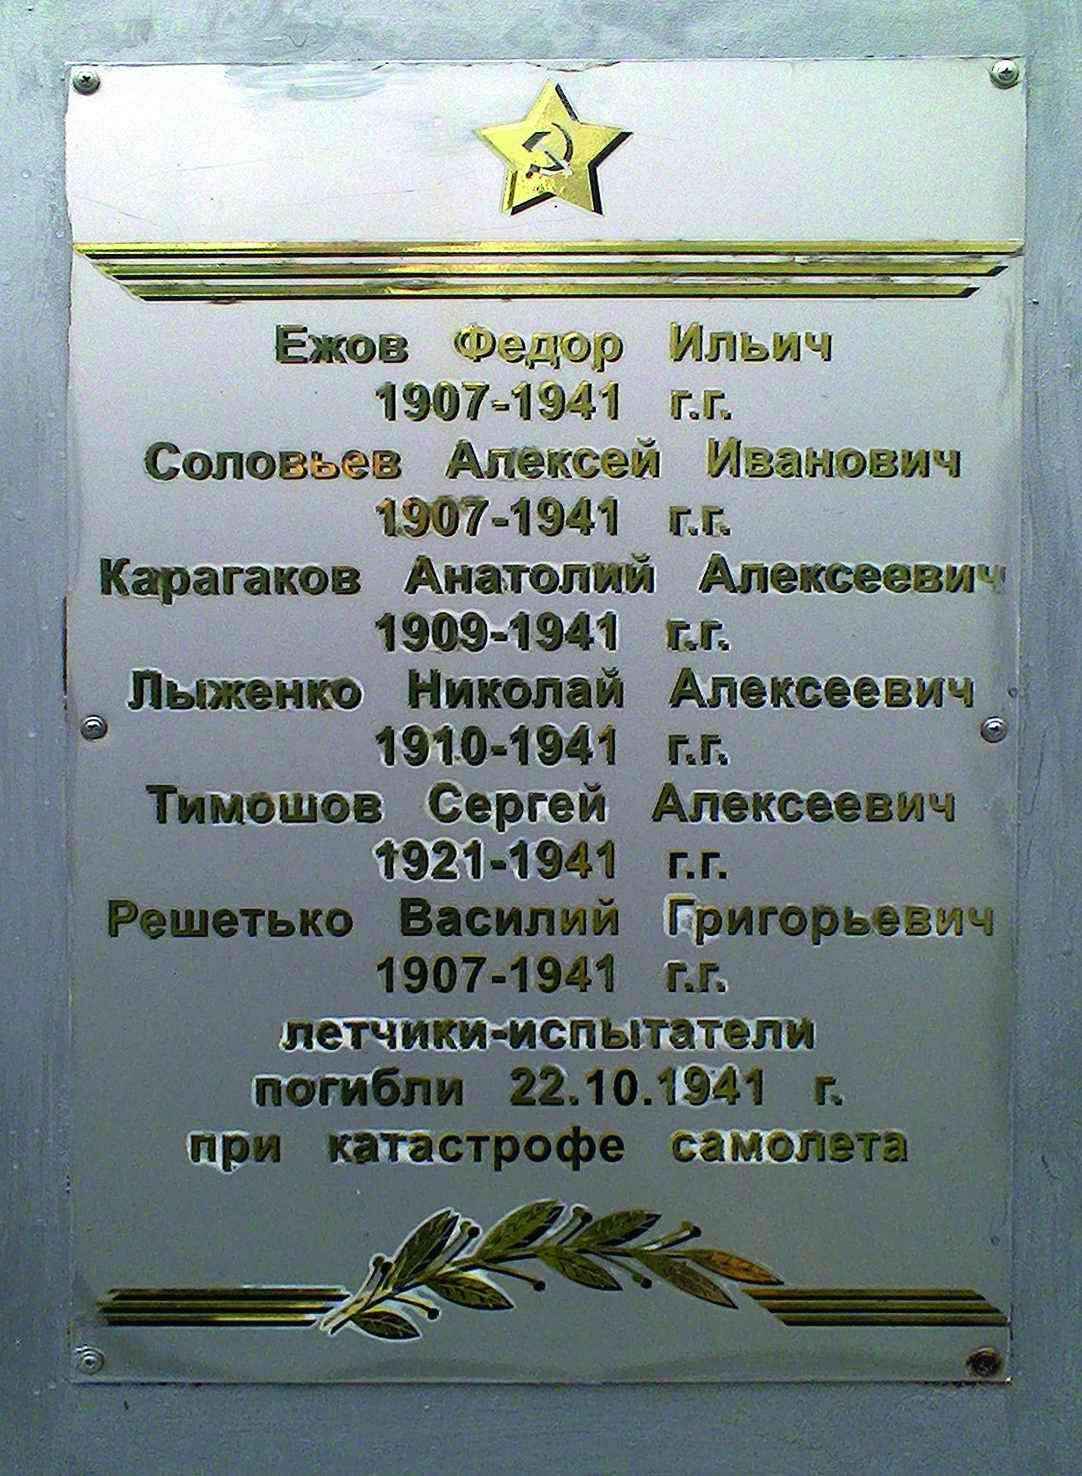 Ежов Федор Ильич
1907-1941 г.г.
Соловьев Алексей Иванович
1907-1941 г.г.
Карагаков Анатолий Алексеевич
1909-1941 г.г.
Лыженко Николай Алексеевич
1910-1941 г.г.
Тимошов Сергей Алексеевич
1921-1941 г.г.
Решетько Василий Григорьевич
1907-1941 г.г.
летчики-испытатели
погибли 22.10.1941 г.
при катастрофе самолета